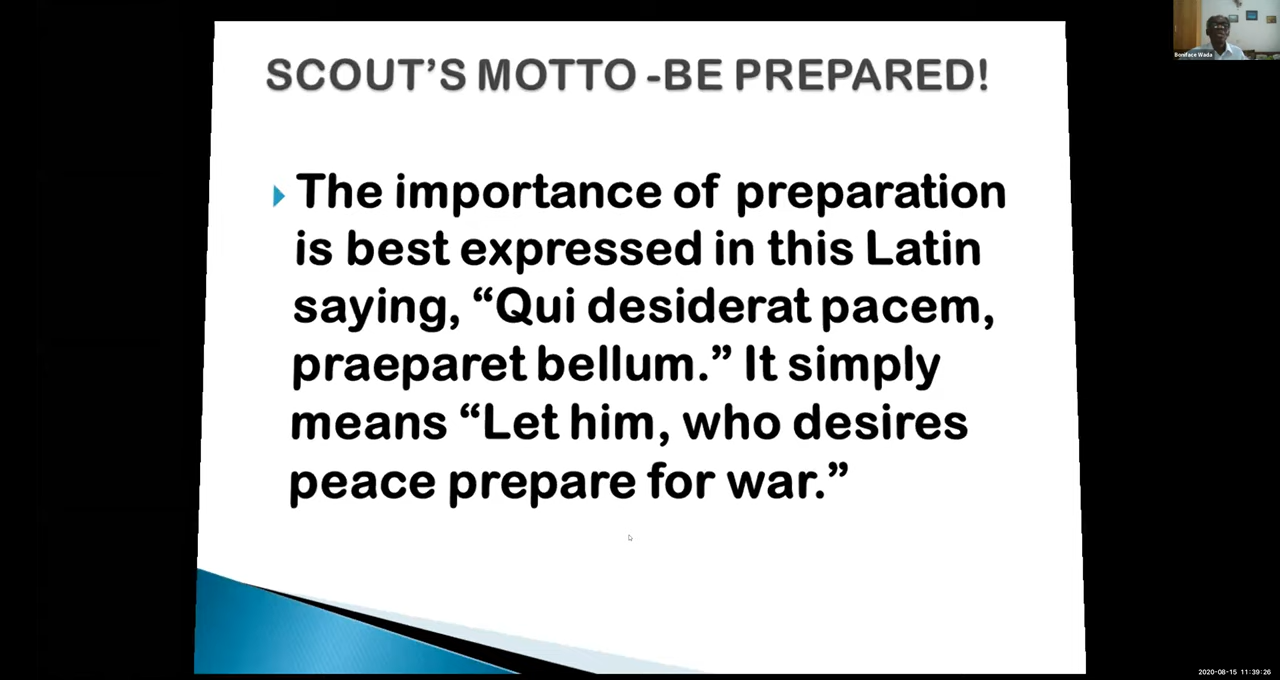 SCOUT’S MOTTO -BE PREPARED!
The importance of preparation
is best expressed in this Latin
saying, “Qui desiderat pacem,
praeparet bellum.” It simply
means “Let him, who desires
peace prepare for war.”
Boniface Wada
2020-08-15 11:39:26